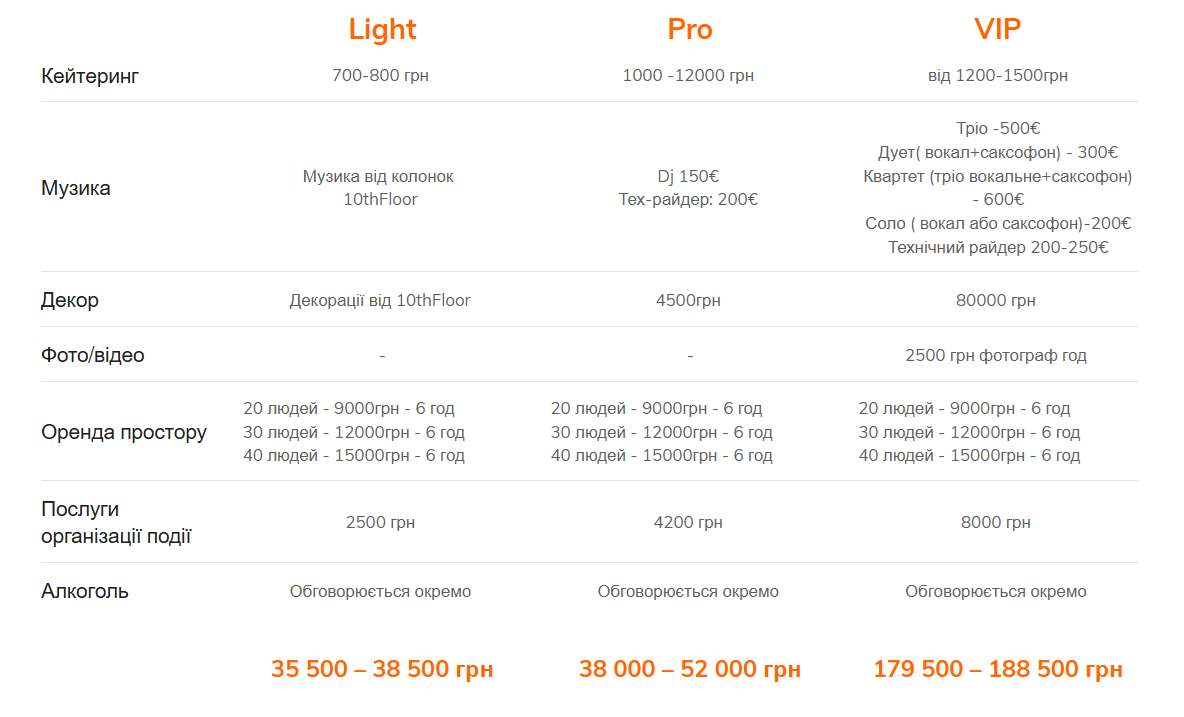 Light Pro VIP
Кейтеринг 700-800 грн 1000 -12000 грн від 1200-1500грн
Музика
Музика від колонок
10thFloor
Dj 150€
Тех-райдер: 200€
Тріо -500€
Дует( вокал+саксофон) - 300€
Квартет (тріо вокальне+саксофон)
- 600€
Соло ( вокал або саксофон)-200€
Технічний райдер 200-250€
Декор Декорації від 10thFloor 4500грн 80000 грн
Фото/відео - - 2500 грн фотограф год
Оренда простору
20 людей - 9000грн - 6 год
30 людей - 12000грн - 6 год
40 людей - 15000грн - 6 год
20 людей - 9000грн - 6 год
30 людей - 12000грн - 6 год
40 людей - 15000грн - 6 год
20 людей - 9000грн - 6 год
30 людей - 12000грн - 6 год
40 людей - 15000грн - 6 год
Послуги
організації події
2500 грн 4200 грн 8000 грн
Алкоголь Обговорюється окремо Обговорюється окремо Обговорюється окремо
35 500 – 38 500 грн 38 000 – 52 000 грн 179 500 – 188 500 грн